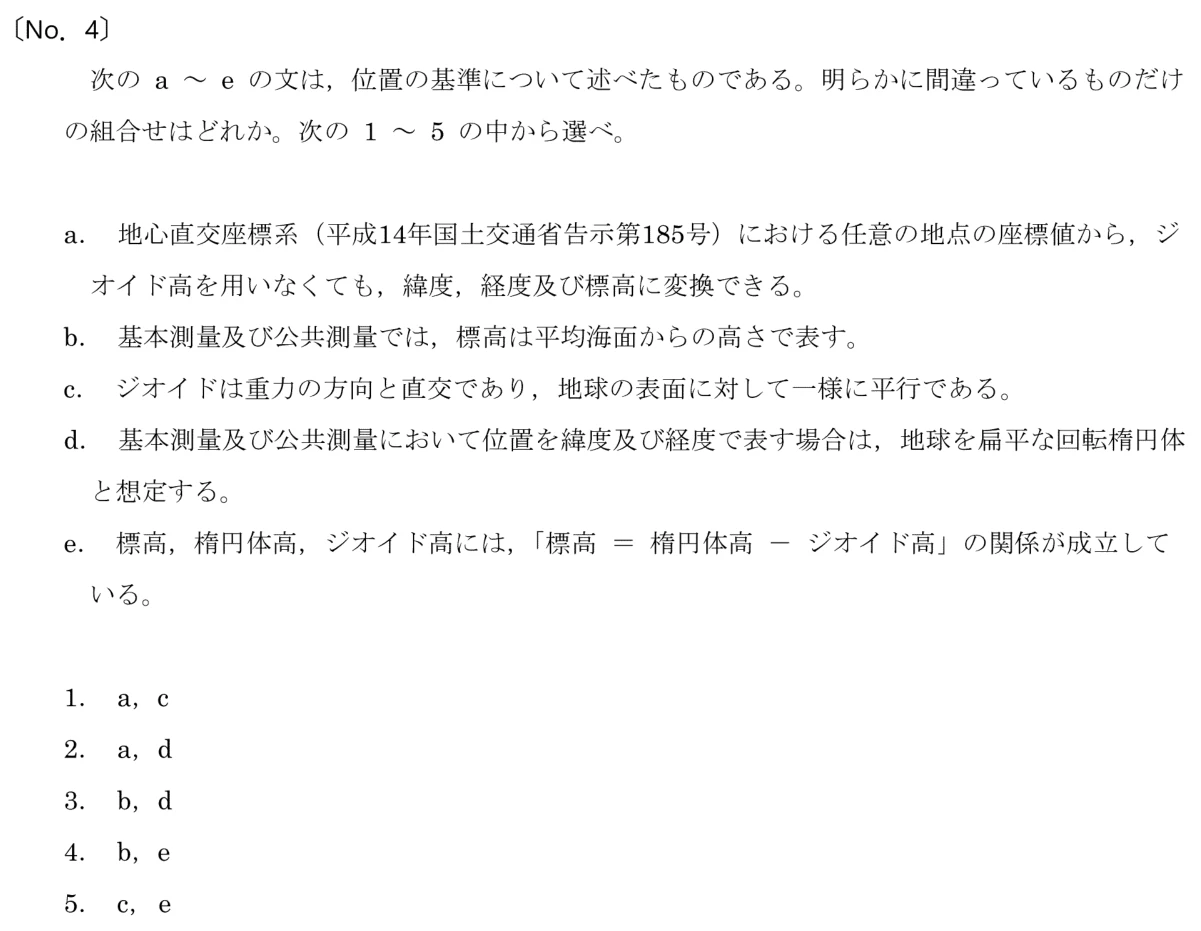 〔No．4〕
次の a ～ e の文は，位置の基準について述べたものである。明らかに間違っているものだけ
の組合せはどれか。次の 1 ～ 5 の中から選べ。
a． 地心直交座標系（平成14年国土交通省告示第185号）における任意の地点の座標値から，ジ
オイド高を用いなくても，緯度，経度及び標高に変換できる。
b． 基本測量及び公共測量では，標高は平均海面からの高さで表す。
c． ジオイドは重力の方向と直交であり，地球の表面に対して一様に平行である。
d． 基本測量及び公共測量において位置を緯度及び経度で表す場合は，地球を扁平な回転楕円体
と想定する。
e． 標高，楕円体高，ジオイド高には，「標高 ＝ 楕円体高 － ジオイド高」の関係が成立して
いる。
1． a，c
2． a，d
3． b，d
4． b，e
5． c，e